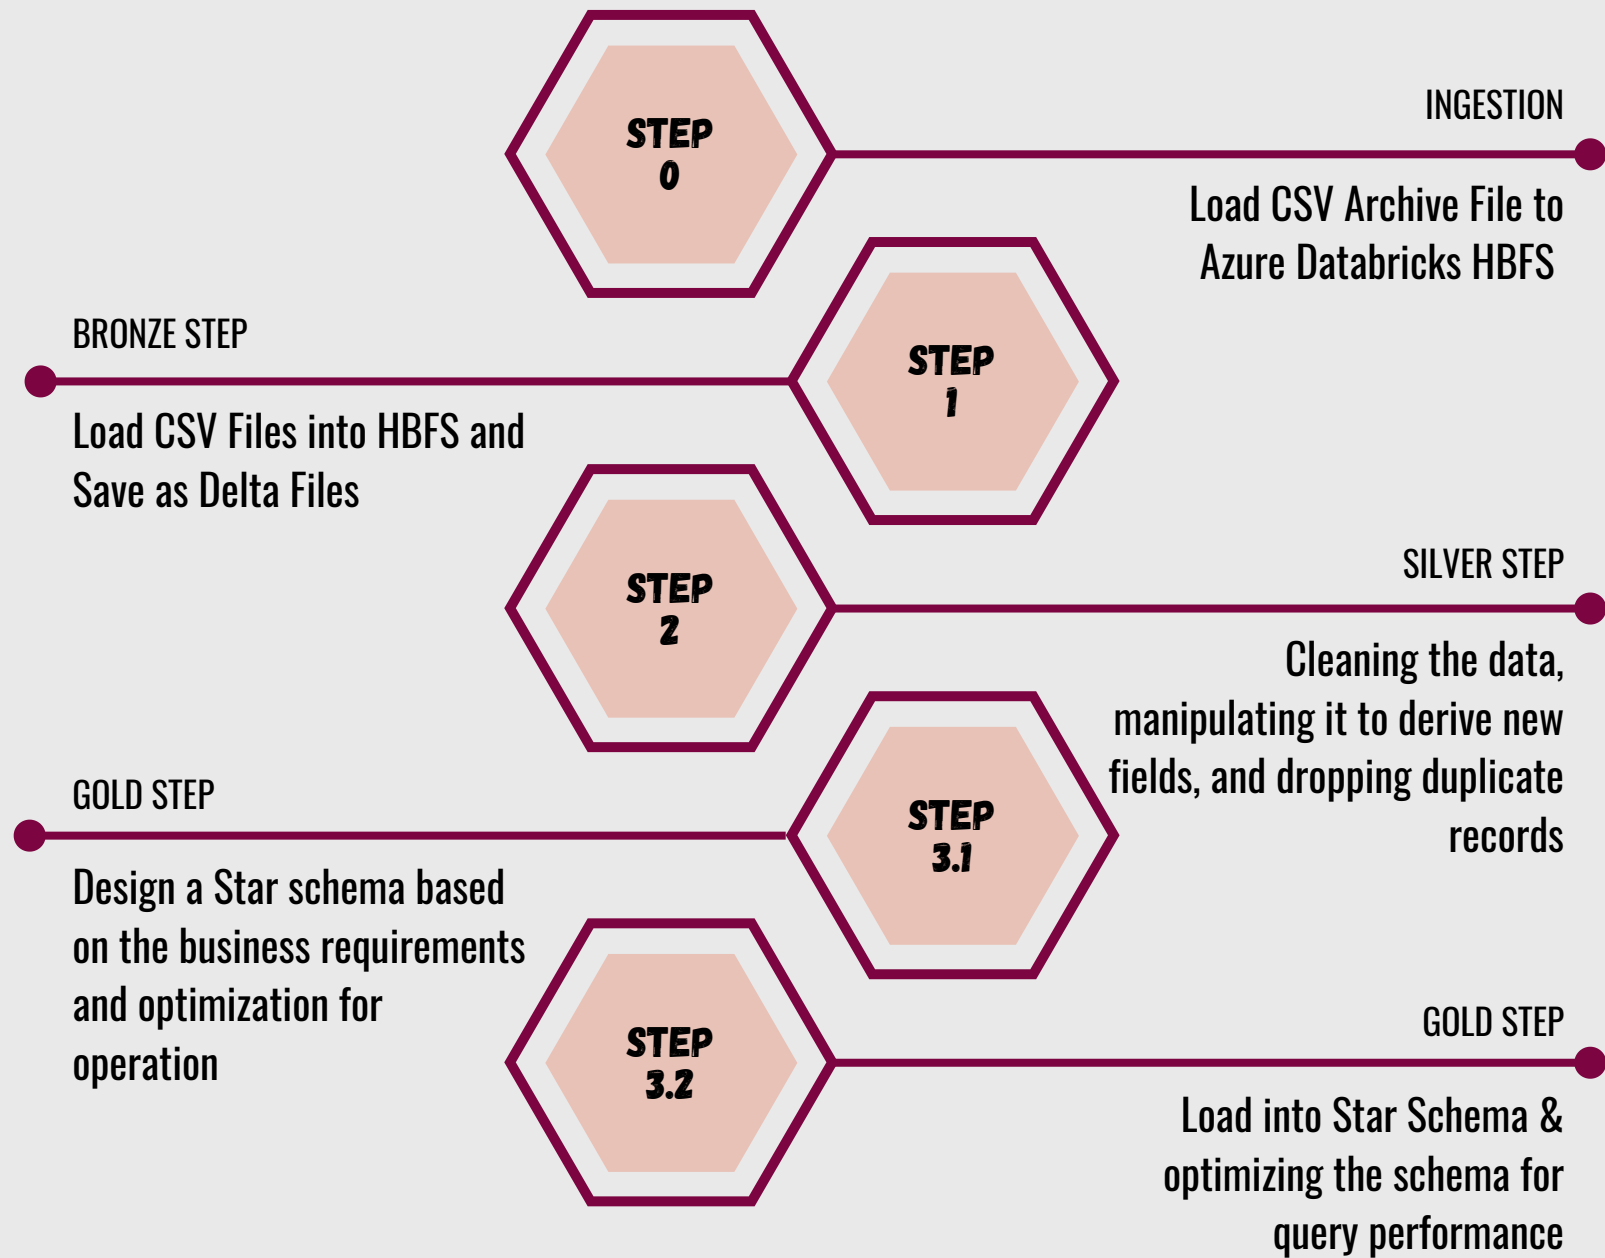 STEP
0
INGESTION
Load CSV Archive File to
Azure Databricks HBFS
STEP
1
BRONZE STEP
Load CSV Files into HBFS and
Save as Delta Files
STEP
2
SILVER STEP
Cleaning the data,
manipulating it to derive new
fields, and dropping duplicate
records
STEP
3.1
GOLD STEP
Design a Star schema based
on the business requirements
and optimization for
operation
STEP
3.2
GOLD STEP
Load into Star Schema &
optimizing the schema for
query performance